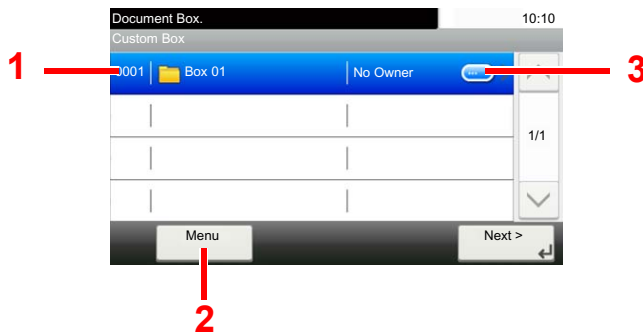 Document Box. 10:10
Custom Box
1 0001 Box 01 No Owner ... 3
1/1
Menu Next >
2